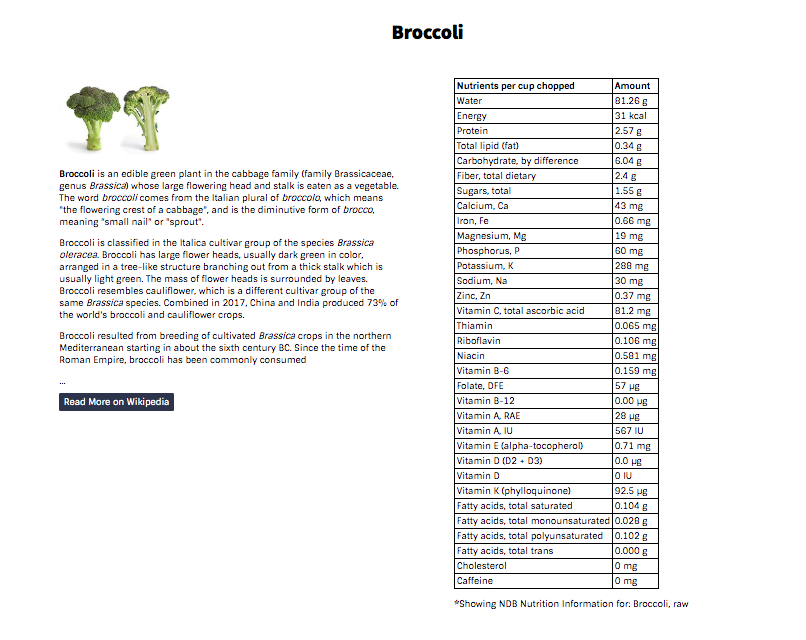 Broccoli
Broccoli is an edible green plant in the cabbage family (family Brassicaceae,
genus Brassica) whose large flowering head and stalk is eaten as a vegetable.
The word broccoli comes from the Italian plural of broccolo, which means
"the flowering crest of a cabbage", and is the diminutive form of brocco,
meaning "small nail" or "sprout".
Broccoli is classified in the Italica cultivar group of the species Brassica
oleracea. Broccoli has large flower heads, usually dark green in color,
arranged in a tree-like structure branching out from a thick stalk which is
usually light green. The mass of flower heads is surrounded by leaves.
Broccoli resembles cauliflower, which is a different cultivar group of the
same Brassica species. Combined in 2017, China and India produced 73% of
the world's broccoli and cauliflower crops.
Broccoli resulted from breeding of cultivated Brassica crops in the northern
Mediterranean starting in about the sixth century BC. Since the time of the
Roman Empire, broccoli has been commonly consumed
...
Read More on Wikipedia
Nutrients per cup chopped Amount
Water 81.26 g
Energy 31 kcal
Protein 2.57 g
Total lipid (fat) 0.34 g
Carbohydrate, by difference 6.04 g
Fiber, total dietary 2.4 g
Sugars, total 1.55 g
Calcium, Ca 43 mg
Iron, Fe 0.66 mg
Magnesium, Mg 19 mg
Phosphorus, P 60 mg
Potassium, K 288 mg
Sodium, Na 30 mg
Zinc, Zn 0.37 mg
Vitamin C, total ascorbic acid 81.2 mg
Thiamin 0.065 mg
Riboflavin 0.106 mg
Niacin 0.581 mg
Vitamin B-6 0.159 mg
Folate, DFE 57 µg
Vitamin B-12 0.00 µg
Vitamin A, RAE 28 µg
Vitamin A, IU 567 IU
Vitamin E (alpha-tocopherol) 0.71 mg
Vitamin D (D2 + D3) 0.0 µg
Vitamin D 0 IU
Vitamin K (phylloquinone) 92.5 µg
Fatty acids, total saturated 0.104 g
Fatty acids, total monounsaturated 0.028 g
Fatty acids, total polyunsaturated 0.102 g
Fatty acids, total trans 0.000 g
Cholesterol 0 mg
Caffeine 0 mg
*Showing NDB Nutrition Information for: Broccoli, raw